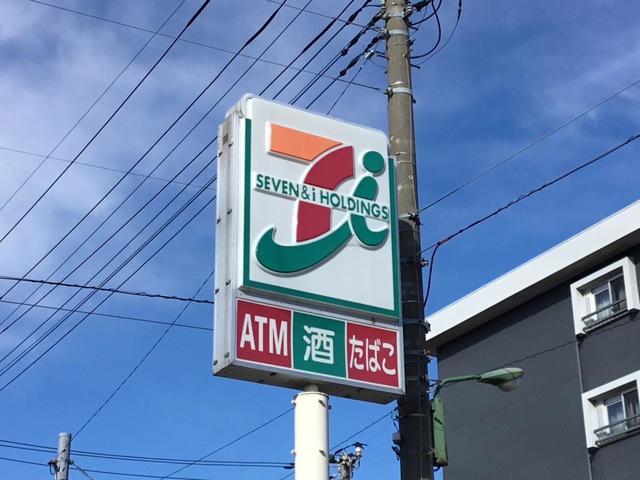 SEVEN&i HOLDINGS
ATM 酒 たばこ